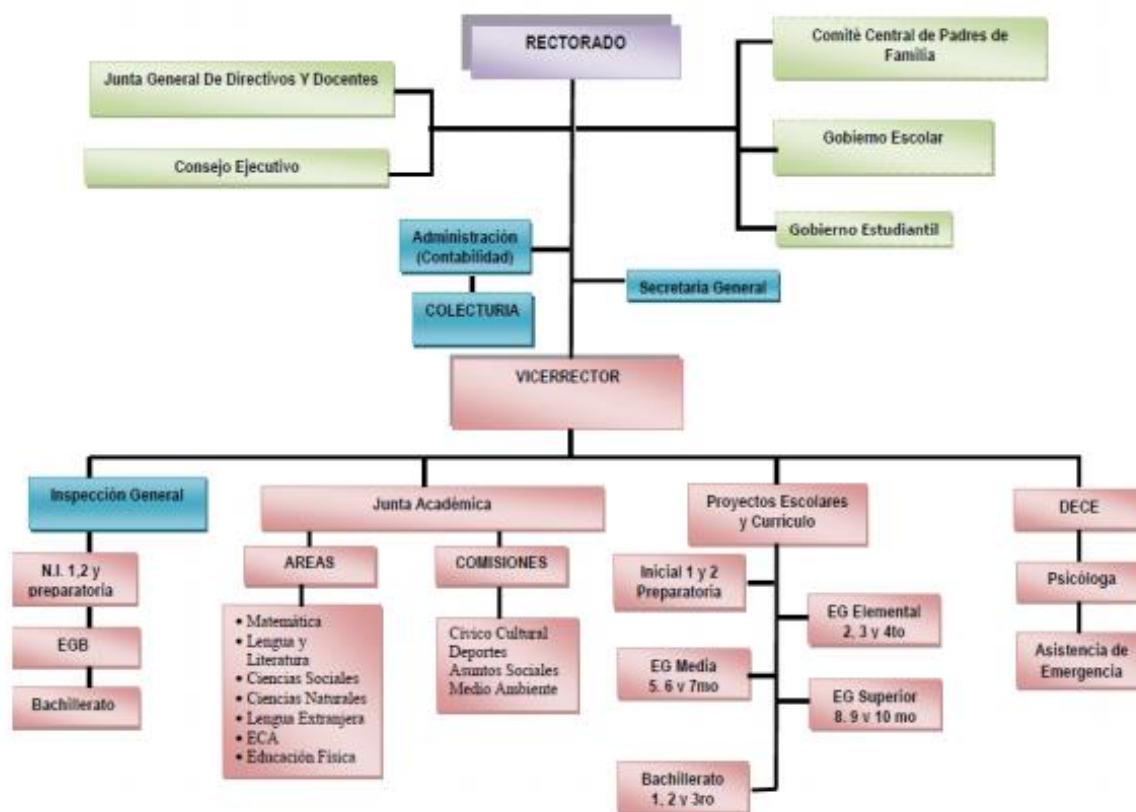 RECTORADO
Comité Central de Padres de
Familia
Junta General De Directivos Y Docentes
Gobierno Escolar
Consejo Ejecutivo
Gobierno Estudiantil
Administración
(Contabilidad)
Secretaria General
COLECTURIA
VICERRECTOR
Inspección General
Junta Académica
Proyectos Escolares
y Currículo
DECE
N.I. 1,2 y
preparatoria
EGB
Bachillerato
AREAS
• Matemática
• Lengua y
Literatura
• Ciencias Sociales
• Ciencias Naturales
• Lengua Extranjera
• ECA
• Educación Física
COMISIONES
Civico Cultural
Deportes
Asuntos Sociales
Medio Ambiente
Inicial 1 y 2
Preparatoria
EG Elemental
2, 3 y 4to
EG Media
5. 6 y 7mo
EG Superior
8. 9 y 10 mo
Bachillerato
1, 2 y 3ro
Psicóloga
Asistencia de
Emergencia